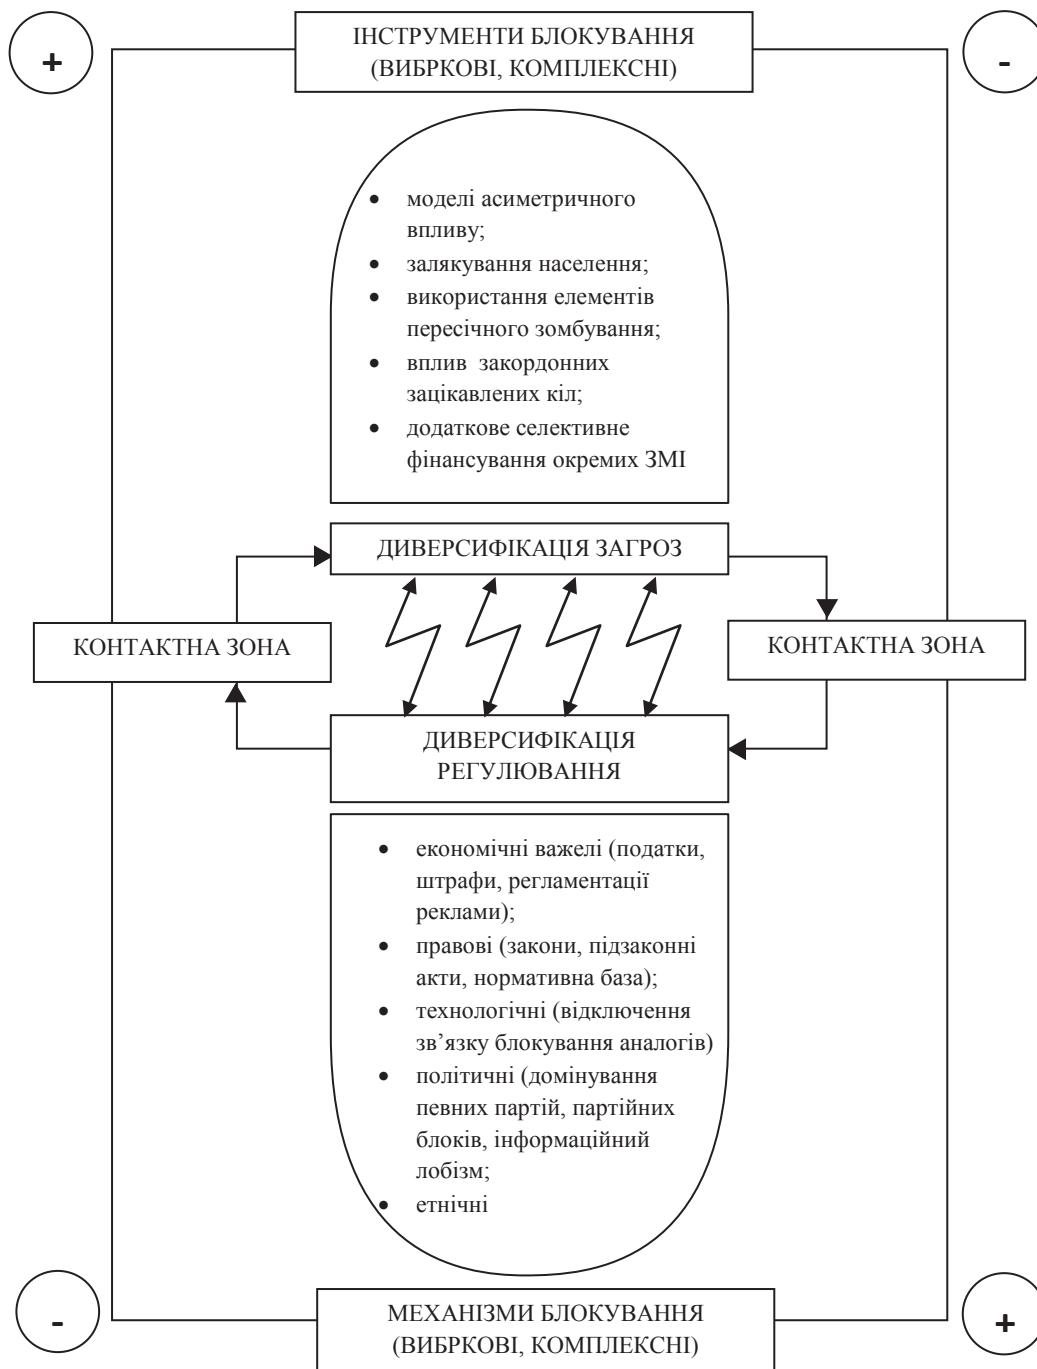 +
ІНСТРУМЕНТИ БЛОКУВАННЯ
(ВИБРКОВІ, КОМПЛЕКСНІ)
-
• моделі асиметричного
впливу;
• залякування населення;
• використання елементів
пересічного зомбування;
• вплив закордонних
зацікавлених кіл;
• додаткове селективне
фінансування окремих ЗМІ
ДИВЕРСИФІКАЦІЯ ЗАГРОЗ
КОНТАКТНА ЗОНА
КОНТАКТНА ЗОНА
ДИВЕРСИФІКАЦІЯ
РЕГУЛЮВАННЯ
• економічні важелі (податки,
штрафи, регламентації
реклами);
• правові (закони, підзаконні
акти, нормативна база);
• технологічні (відключення
зв’язку блокування аналогів)
• політичні (домінування
певних партій, партійних
блоків, інформаційний
лобізм;
• етнічні
-
МЕХАНІЗМИ БЛОКУВАННЯ
(ВИБРКОВІ, КОМПЛЕКСНІ)
+